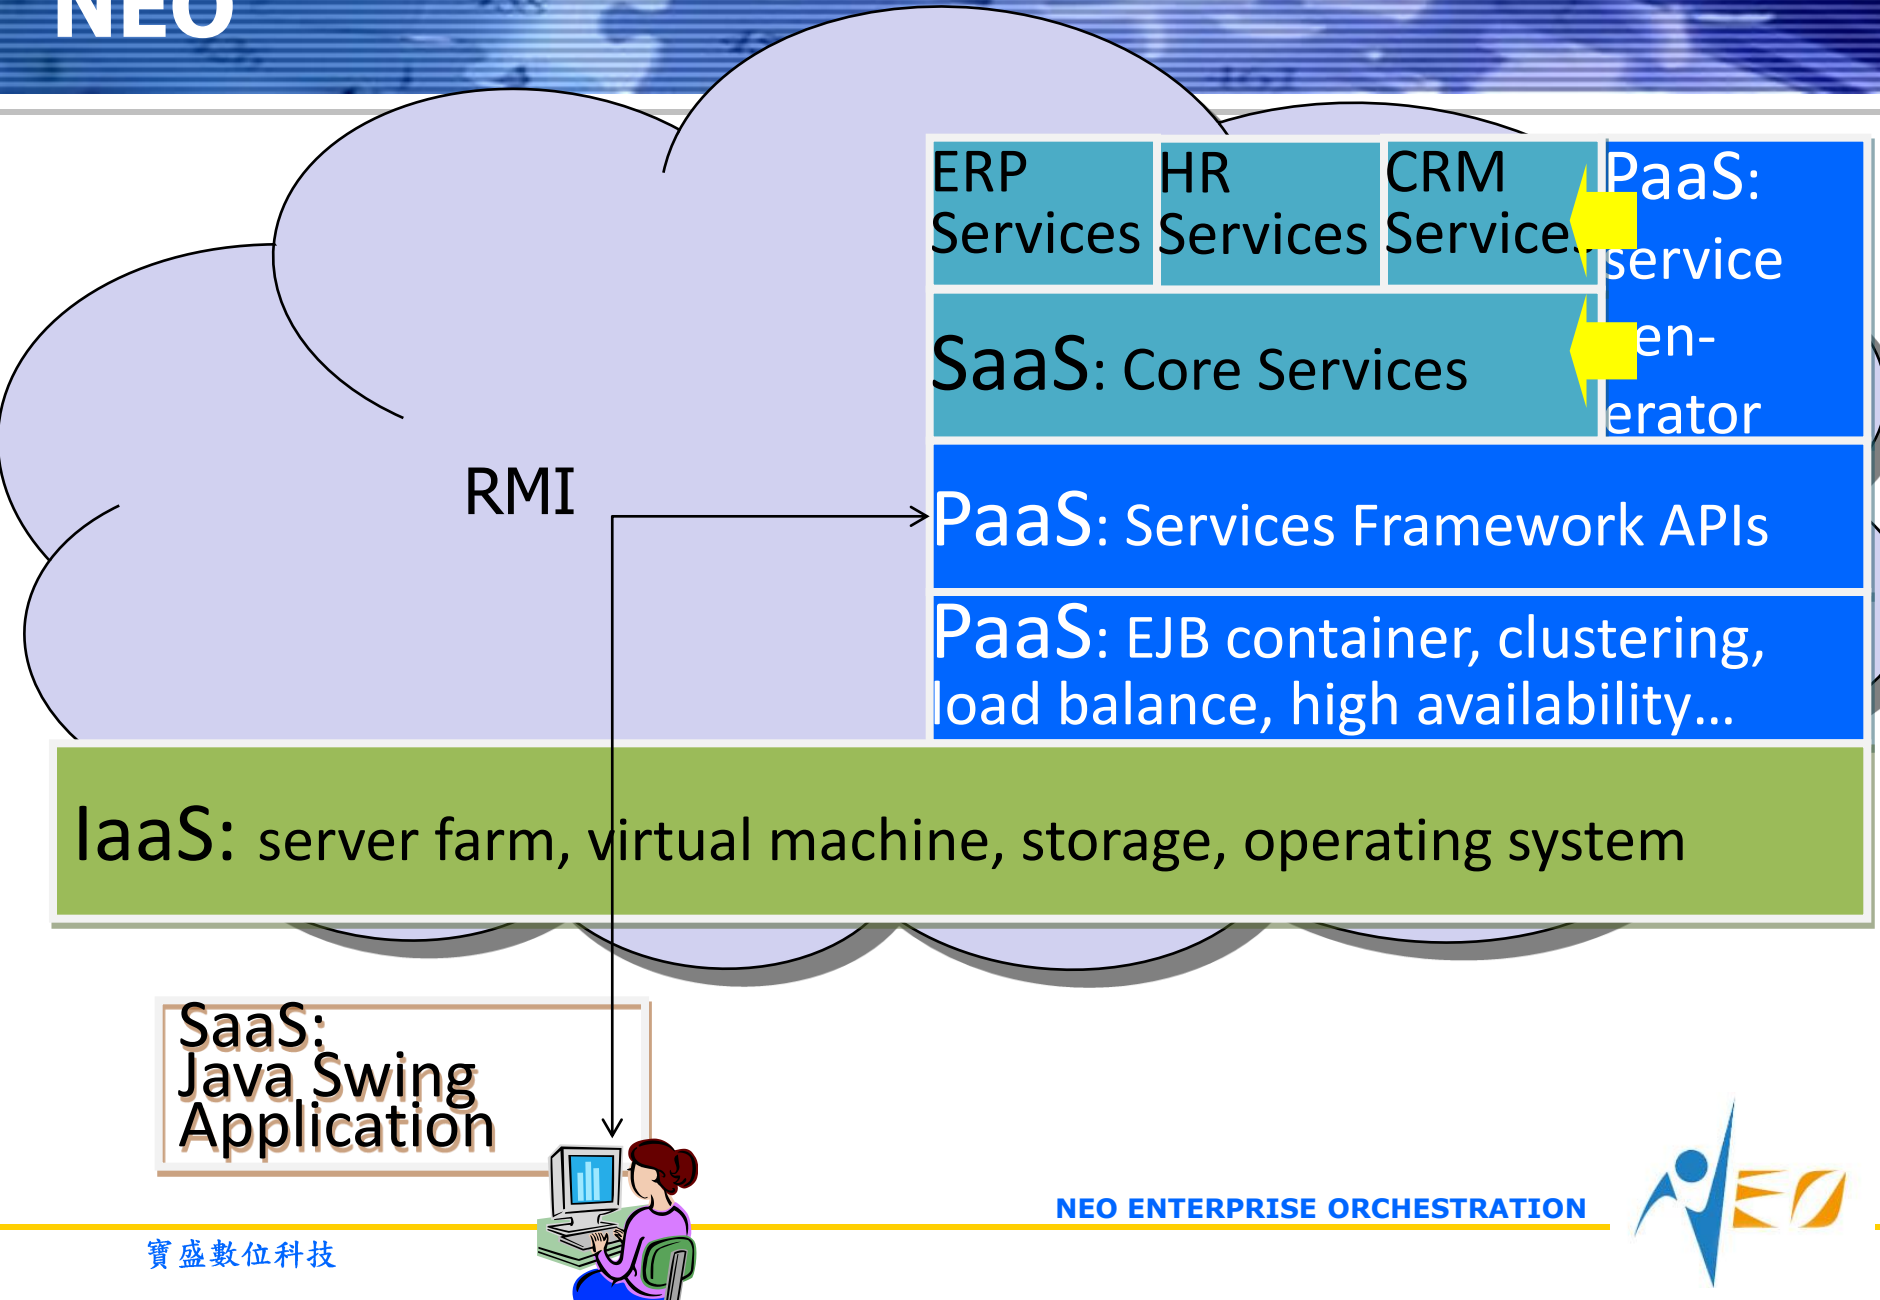 NEO
ERP
Services
HR
Services
CRM
Services
PaaS:
service
en-
erator
SaaS: Core Services
RMI
PaaS: Services Framework APIs
PaaS: EJB container, clustering,
load balance, high availability...
IaaS: server farm, virtual machine, storage, operating system
SaaS:
Java Swing
Application
NEO ENTERPRISE ORCHESTRATION
NEO
寶盛數位科技